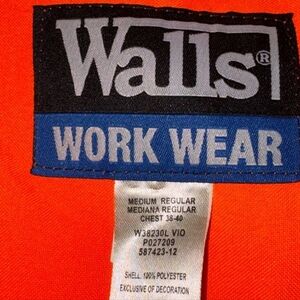 Walls®
WORK WEAR
MEDIUM REGULAR
MEDIANA REGULAR
CHEST 38-40
W38230L VIO
P027209
587423-12
SHELL: 100% POLYESTER
EXCLUSIVE OF DECORATION